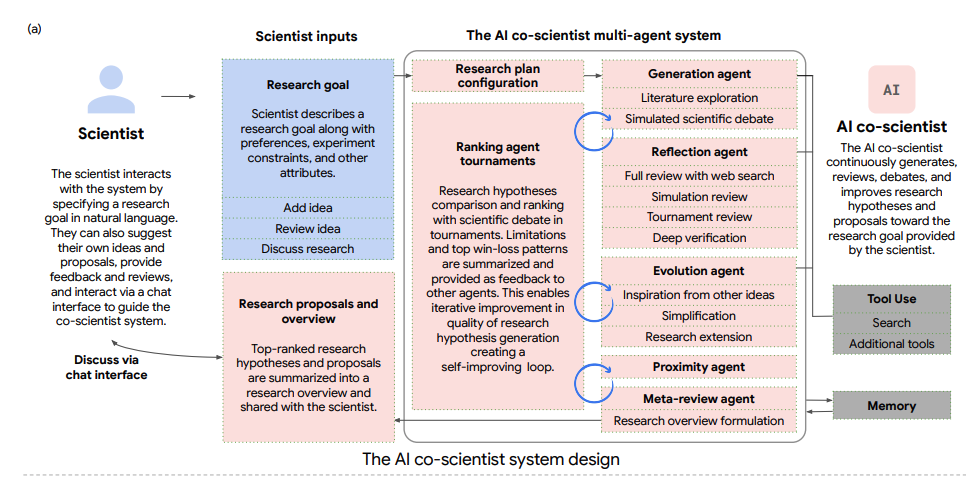 (a)
Scientist inputs
The AI co-scientist multi-agent system
Scientist
The scientist interacts
with the system by
specifying a research
goal in natural language.
They can also suggest
their own ideas and
proposals, provide
feedback and reviews,
and interact via a chat
interface to guide the
co-scientist system.
Discuss via
chat interface
Research goal
Scientist describes a
research goal along with
preferences, experiment
constraints, and other
attributes.
Add idea
Review idea
Discuss research
Research proposals and
overview
Top-ranked research
hypotheses and proposals
are summarized into a
research overview and
shared with the scientist.
Research plan
configuration
Ranking agent
tournaments
Research hypotheses
comparison and ranking
with scientific debate in
tournaments. Limitations
and top win-loss patterns
are summarized and
provided as feedback to
other agents. This enables
iterative improvement in
quality of research
hypothesis generation
creating a
self-improving loop.
Generation agent
Literature exploration
Simulated scientific debate
Reflection agent
Full review with web search
Simulation review
Tournament review
Deep verification
Evolution agent
Inspiration from other ideas
Simplification
Research extension
Proximity agent
Meta-review agent
Research overview formulation
AI
AI co-scientist
The AI co-scientist
continuously generates,
reviews, debates, and
improves research
hypotheses and
proposals toward the
research goal provided
by the scientist.
Tool Use
Search
Additional tools
Memory
The AI co-scientist system design